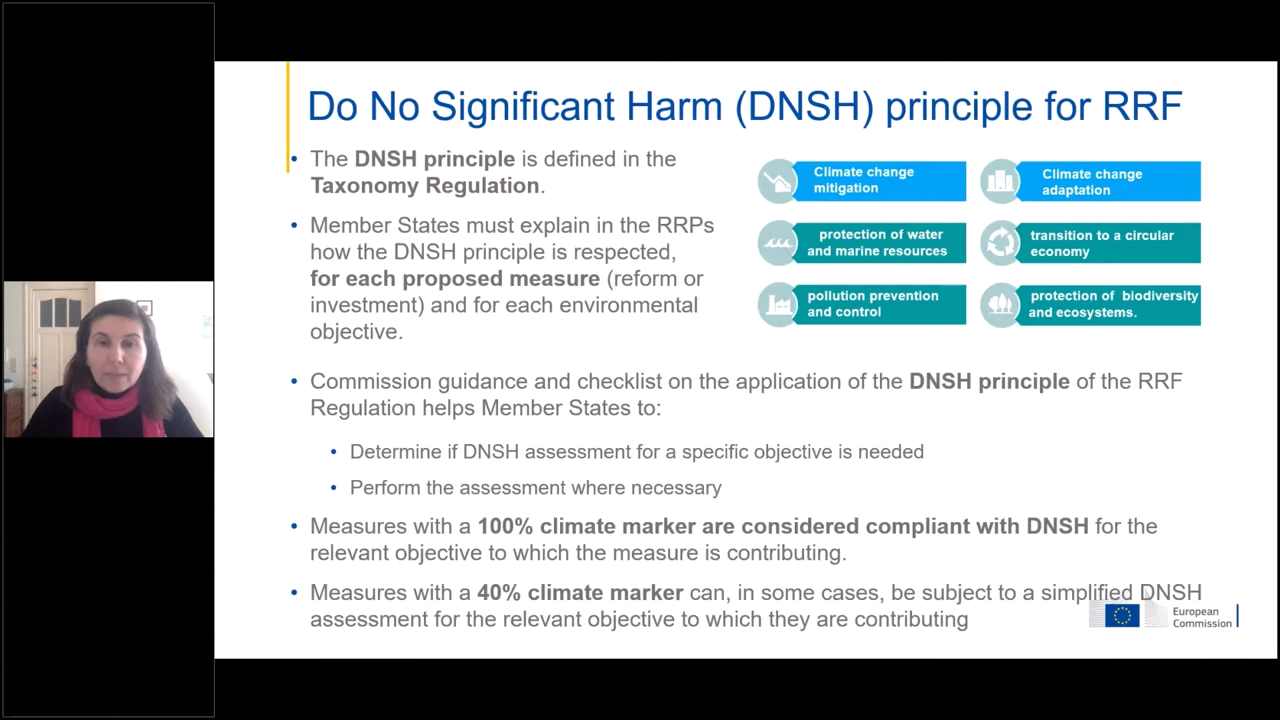 Do No Significant Harm (DNSH) principle for RRF
• The DNSH principle is defined in the
Taxonomy Regulation.
• Member States must explain in the RRPs
how the DNSH principle is respected,
for each proposed measure (reform or
investment) and for each environmental
objective.
Climate change
mitigation
Climate change
adaptation
protection of water
and marine resources
transition to a circular
economy
pollution prevention
and control
protection of biodiversity
and ecosystems.
• Commission guidance and checklist on the application of the DNSH principle of the RRF
Regulation helps Member States to:
• Determine if DNSH assessment for a specific objective is needed
• Perform the assessment where necessary
• Measures with a 100% climate marker are considered compliant with DNSH for the
relevant objective to which the measure is contributing.
• Measures with a 40% climate marker can, in some cases, be subject to a simplified DNSH
assessment for the relevant objective to which they are contributing
European
Commission